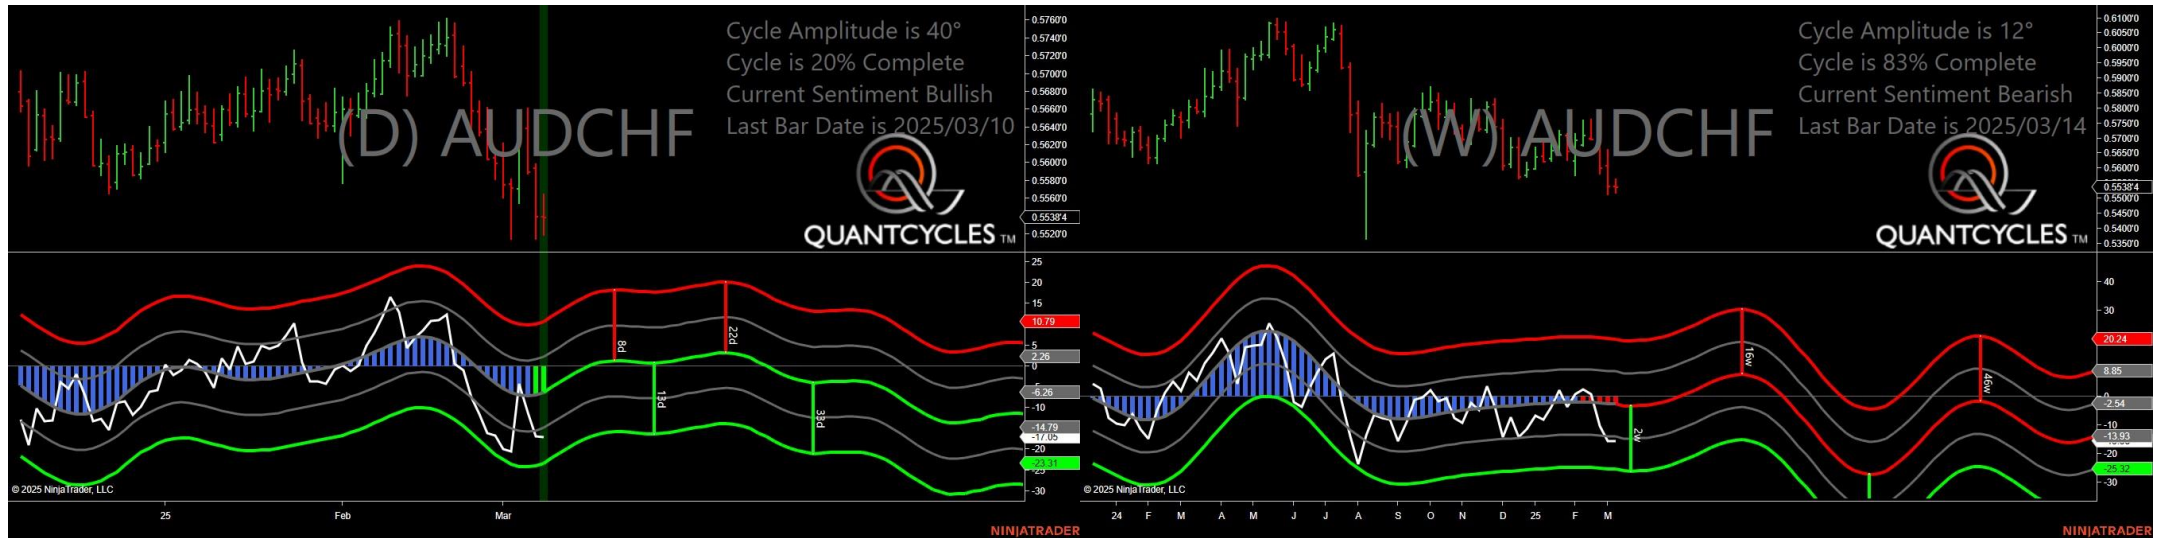 (D) AUDCHF
Cycle Amplitude is 40°
Cycle is 20% Complete
Current Sentiment Bullish
Last Bar Date is 2025/03/10
QUANTCYCLES TM
0.5760'0
0.5740'0
0.5720'0
0.5700'0
0.5680'0
0.5660'0
0.5640'0
0.5620'0
0.5600'0
0.5580'0
0.5560'0
0.5538'4
0.5520'0
25
20
15
10.79
5
2.26
0
-6.26
-10
-14.79
-17.05
-20
-23.31
-30
8d
13d
22d
33d
© 2025 NinjaTrader, LLC
25
Feb
Mar
NINJATRADER
(W) AUDCHF
Cycle Amplitude is 12°
Cycle is 83% Complete
Current Sentiment Bearish
Last Bar Date is 2025/03/14
QUANTCYCLES TM
0.6100'0
0.6050'0
0.6000'0
0.5950'0
0.5900'0
0.5850'0
0.5800'0
0.5750'0
0.5700'0
0.5650'0
0.5600'0
0.5538'4
0.5500'0
0.5450'0
0.5400'0
0.5350'0
40
30
20.24
8.85
-2.54
-10
-13.93
-20
-25.32
-30
2w
16w
46w
© 2025 NinjaTrader, LLC
24 F M A M J J A S O N D 25 F M
NINJATRADER